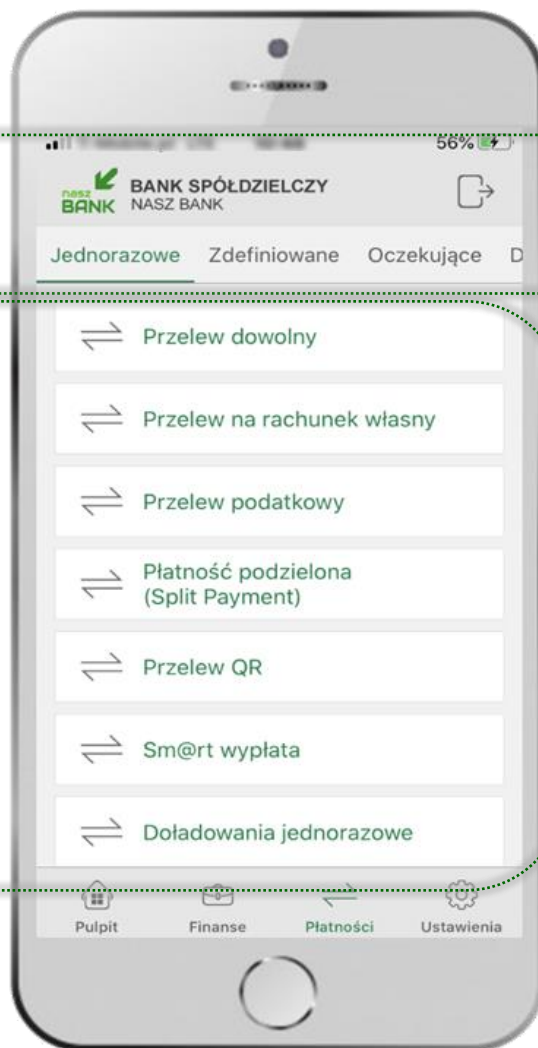 56%
nasz
BANK
BANK SPÓŁDZIELCZY
NASZ BANK
Jednorazowe Zdefiniowane Oczekujące D
Przelew dowolny
Przelew na rachunek własny
Przelew podatkowy
Płatność podzielona
(Split Payment)
Przelew QR
Sm@rt wypłata
Doładowania jednorazowe
Pulpit Finanse Płatności Ustawienia